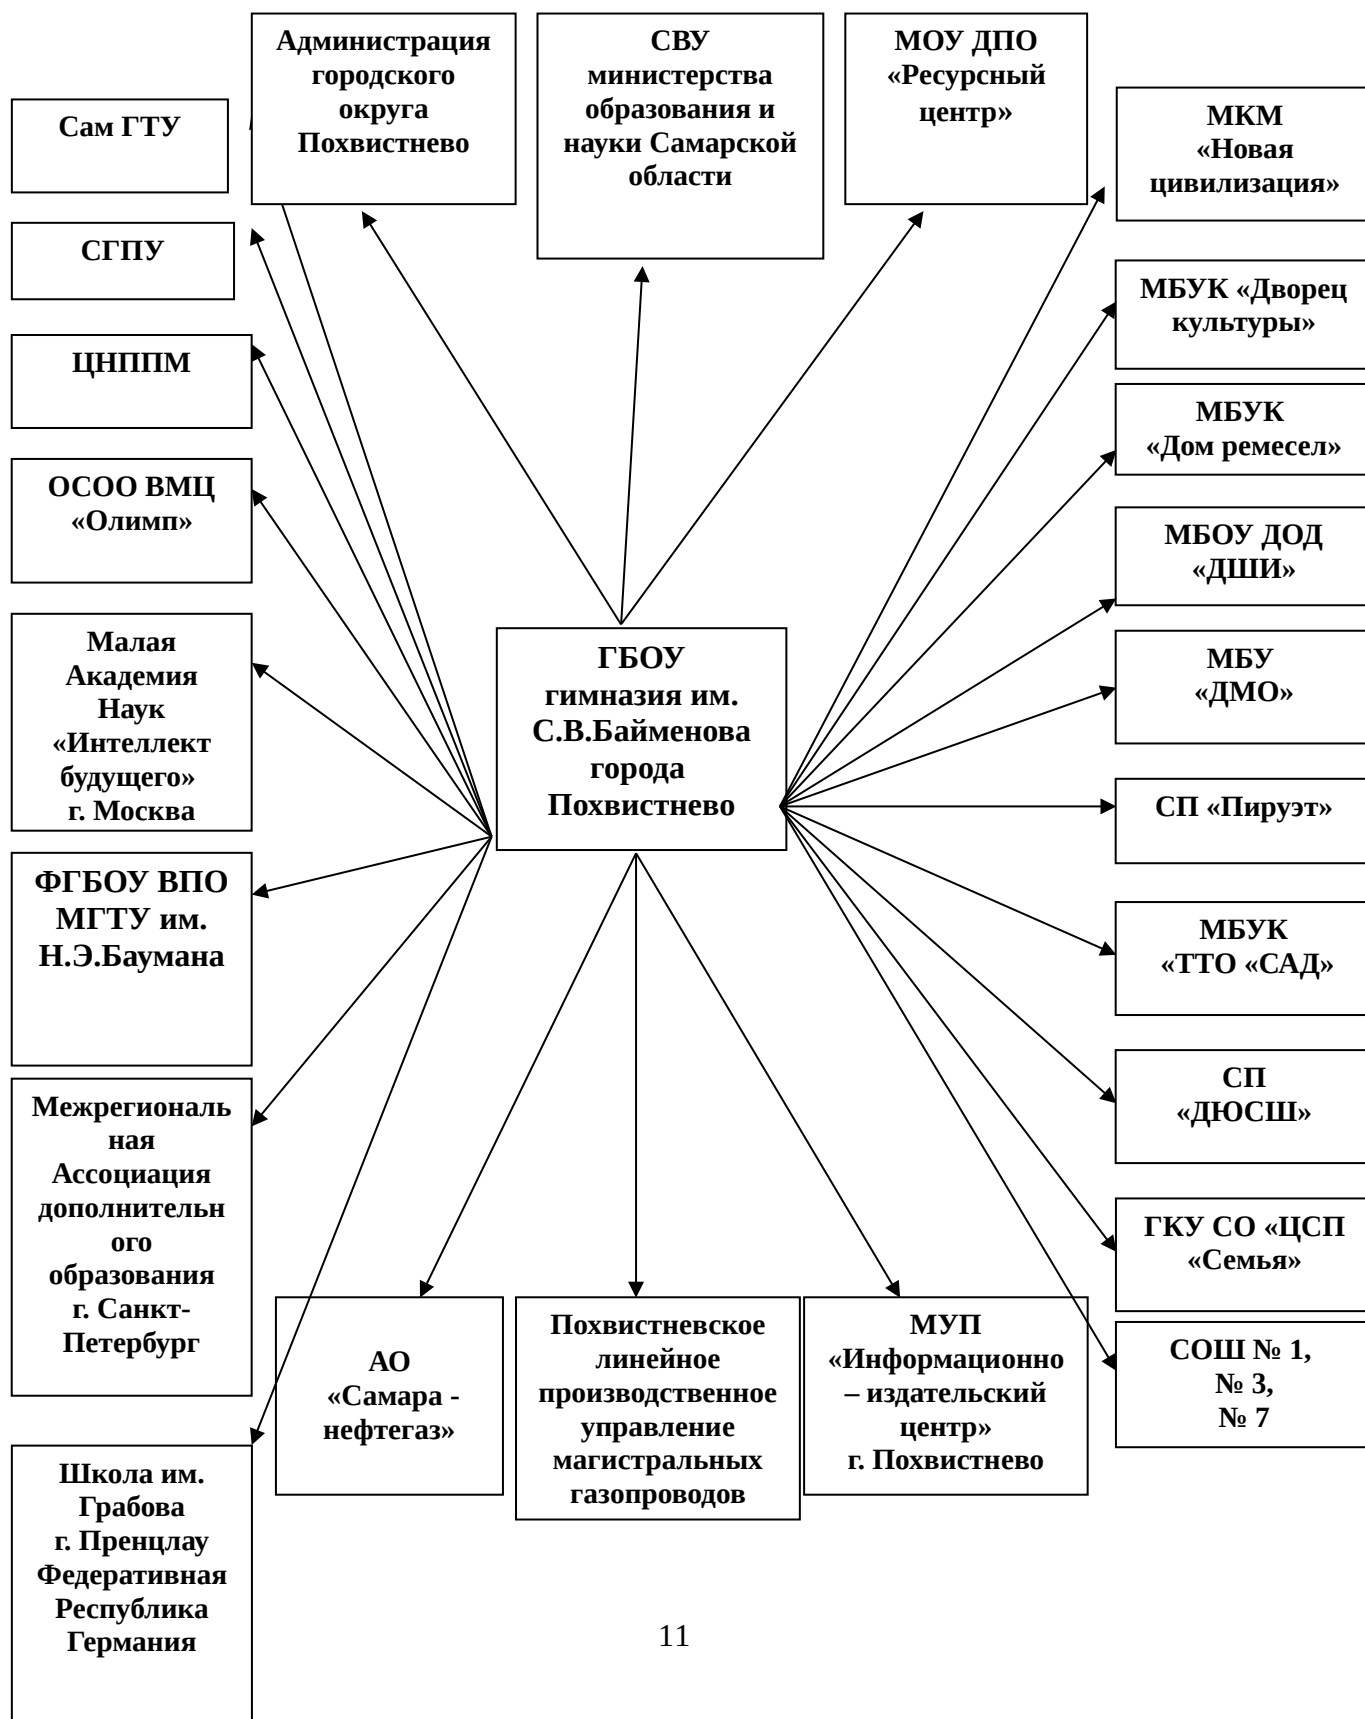 Администрация
городского
округа
Похвистнево
СВУ
министерства
образования и
науки Самарской
области
МОУ ДПО
«Ресурсный
центр»
Сам ГТУ
СГПУ
ЦНППМ
ОСОО ВМЦ
«Олимп»
Малая
Академия
Наук
«Интеллект
будущего»
г. Москва
ФГБОУ ВПО
МГТУ им.
Н.Э.Баумана
Межрегиональ
ная
Ассоциация
дополнительн
ого
образования
г. Санкт-
Петербург
Школа им.
Грабова
г. Пренцлау
Федеративная
Республика
Германия
ГБОУ
гимназия им.
С.В.Байменова
города
Похвистнево
МКМ
«Новая
цивилизация»
МБУК «Дворец
культуры»
МБУК
«Дом ремесел»
МБОУ ДОД
«ДШИ»
МБУ
«ДМО»
СП «Пируэт»
МБУК
«ТТО «САД»
СП
«ДЮСШ»
ГКУ СО «ЦСП
«Семья»
СОШ № 1,
№ 3,
№ 7
АО
«Самара -
нефтегаз»
Похвистневское
линейное
производственное
управление
магистральных
газопроводов
МУП
«Информационно
– издательский
центр»
г. Похвистнево
11